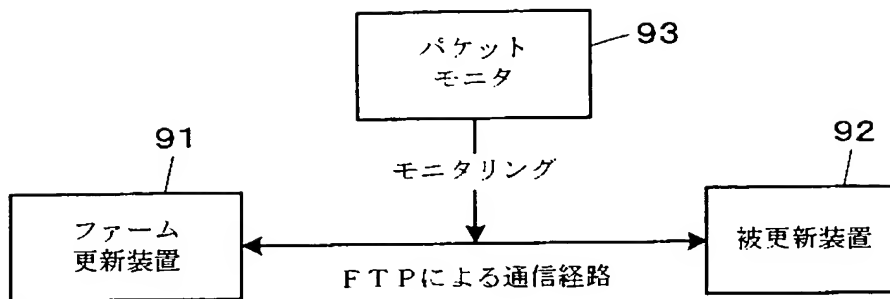 パケット
モニタ
93
91
モニタリング
92
ファーム
更新装置
被更新装置
FTPによる通信経路